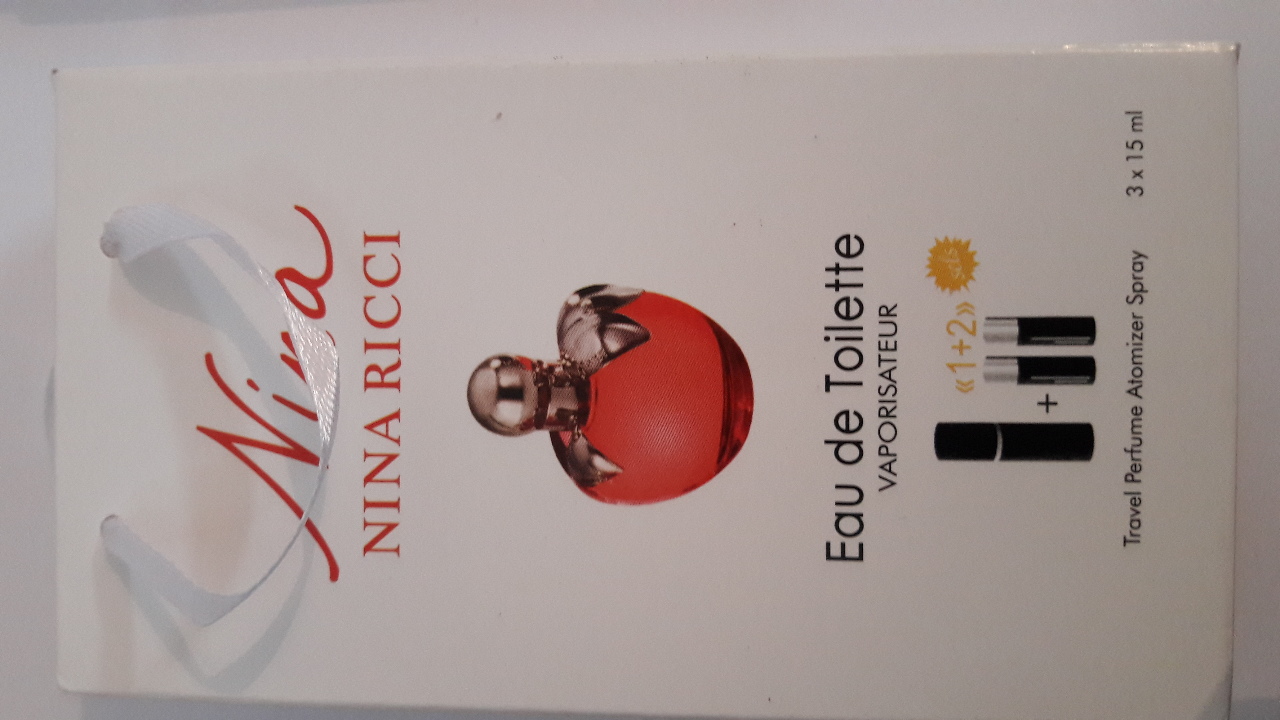 Nina
NINA RICCI
Eau de Toilette
VAPORISATEUR
«1+2»
+
Travel Perfume Atomizer Spray 3 x 15 ml